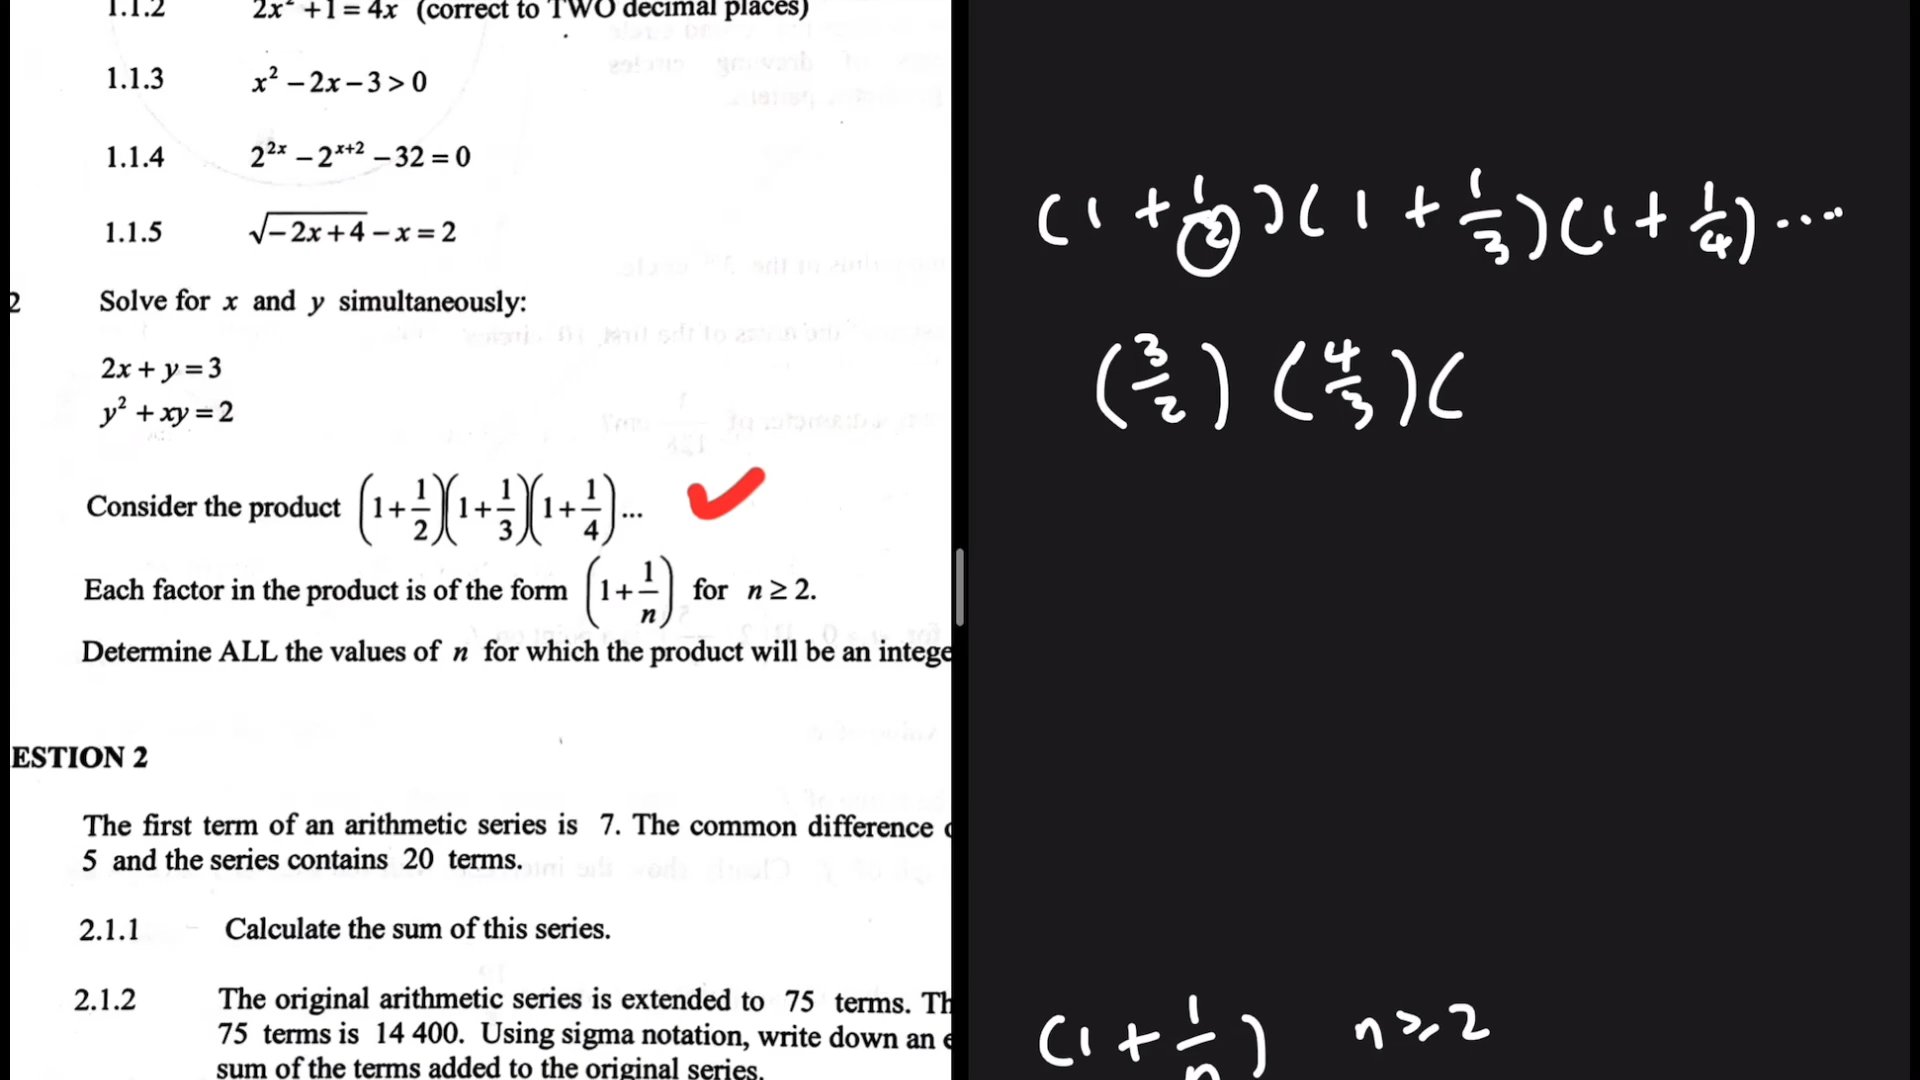 1.1.2 2x² + 1 = 4x (correct to TWO decimal places)
1.1.3 x² – 2x – 3 > 0
1.1.4 2^{2x} – 2^{x+2} – 32 = 0
1.1.5 √(–2x + 4) – x = 2
2 Solve for x and y simultaneously:
2x + y = 3
y² + xy = 2
Consider the product (1+1/2)(1+1/3)(1+1/4)...
Each factor in the product is of the form (1+1/n) for n ≥ 2.
Determine ALL the values of n for which the product will be an intege
ESTION 2
The first term of an arithmetic series is 7. The common difference
5 and the series contains 20 terms.
2.1.1 Calculate the sum of this series.
2.1.2 The original arithmetic series is extended to 75 terms. Th
75 terms is 14 400. Using sigma notation, write down an e
sum of the terms added to the original series.
(1 + 1/2)(1 + 1/3)(1 + 1/4)....
(3/2)(4/3)(
(1 + 1/n) n ≥ 2